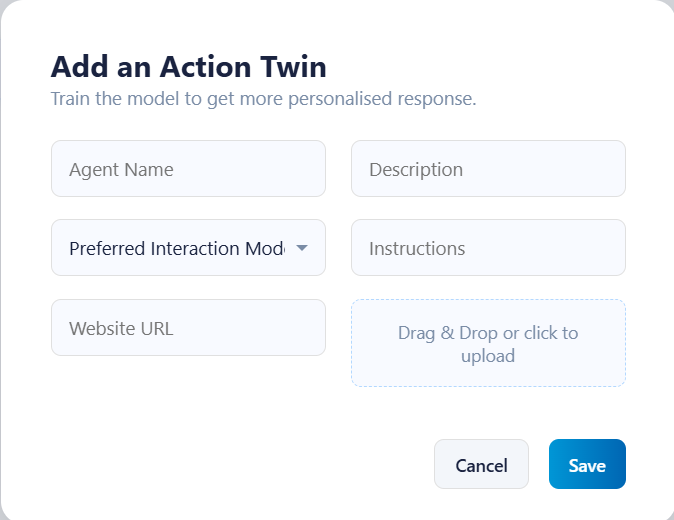 Add an Action Twin
Train the model to get more personalised response.
Agent Name
Description
Preferred Interaction Mod
Instructions
Website URL
Drag & Drop or click to
upload
Cancel
Save